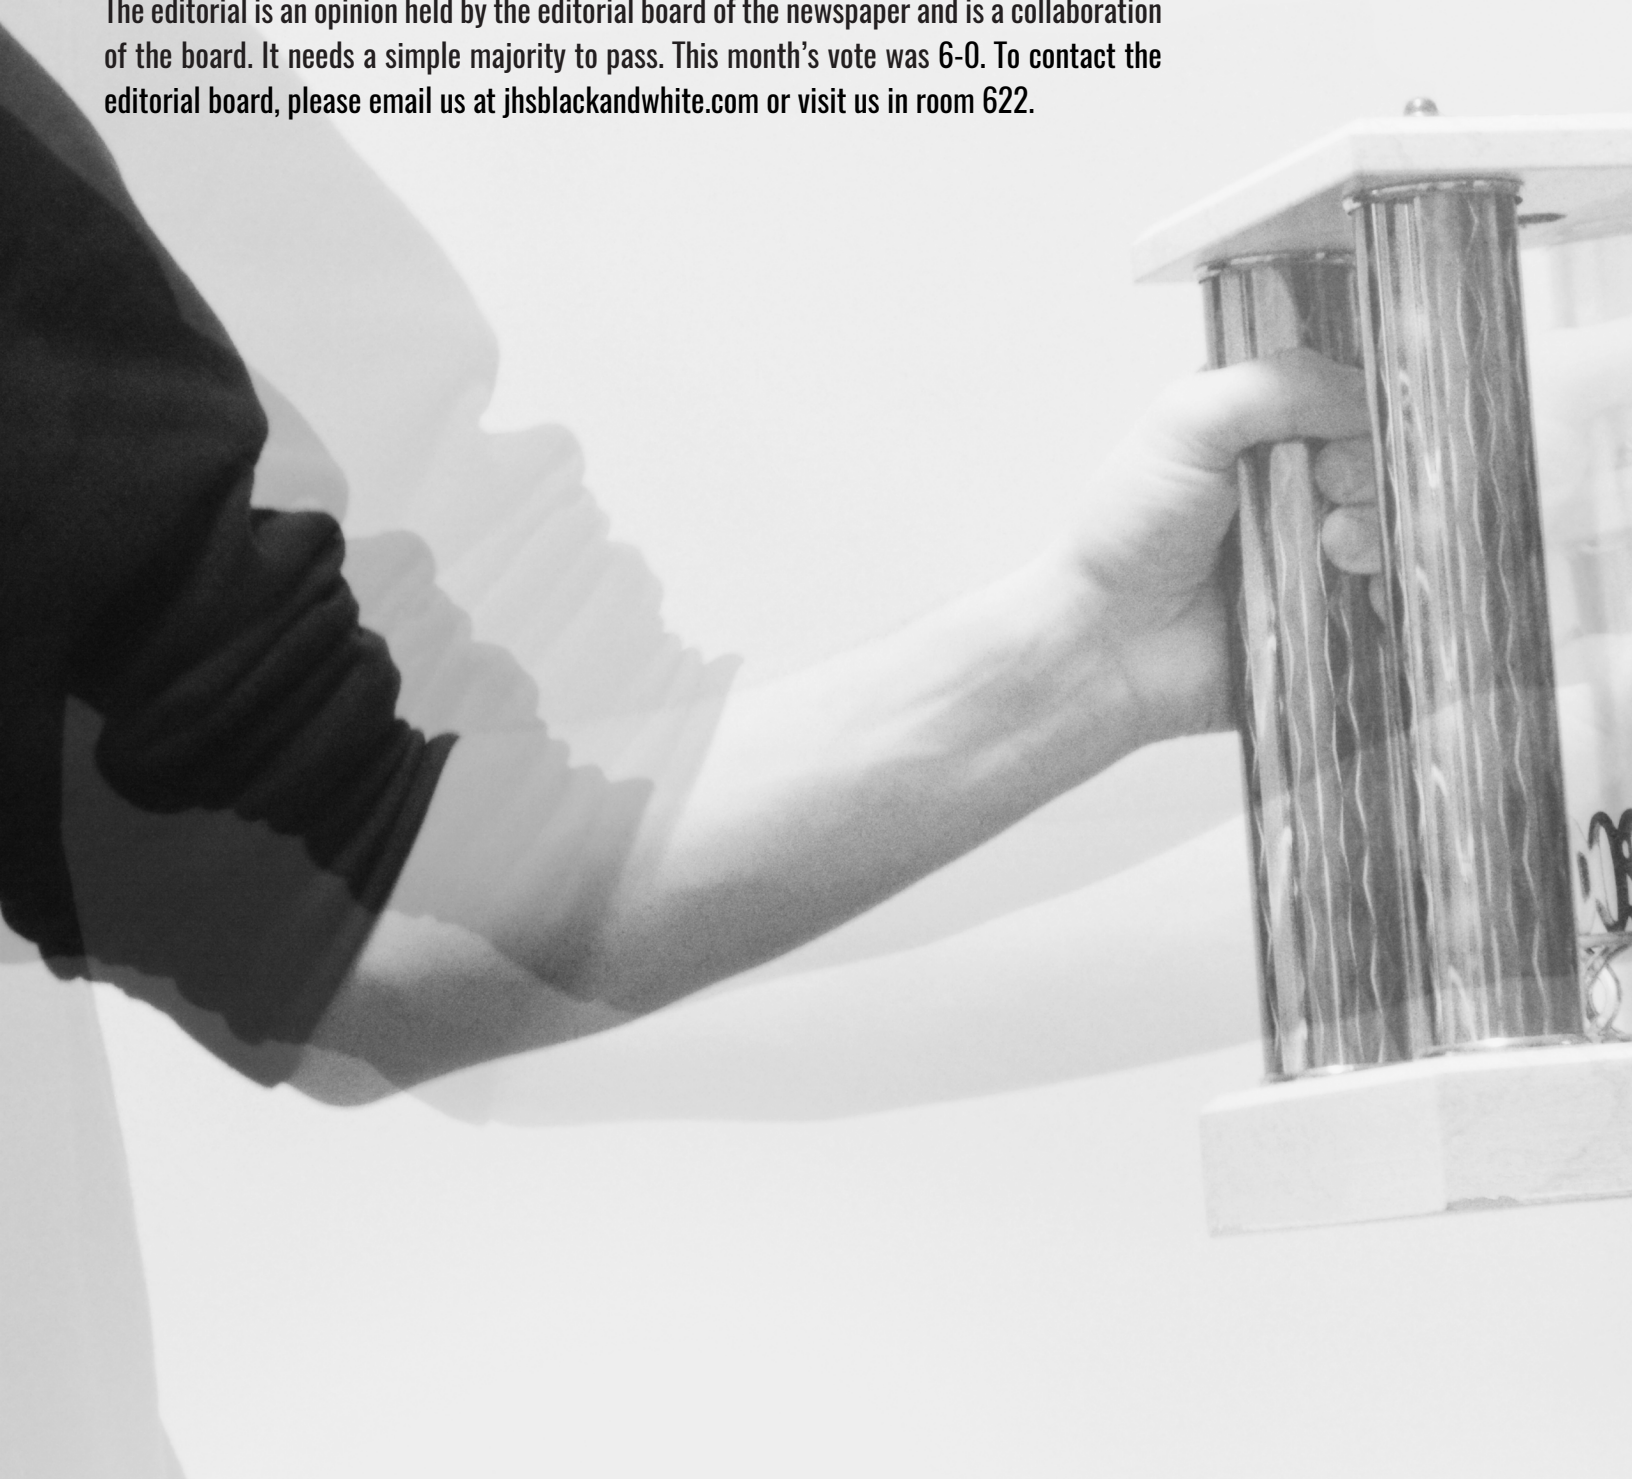 The editorial is an opinion held by the editorial board of the newspaper and is a collaboration
of the board. It needs a simple majority to pass. This month’s vote was 6-0. To contact the
editorial board, please email us at jhsblackandwhite.com or visit us in room 622.